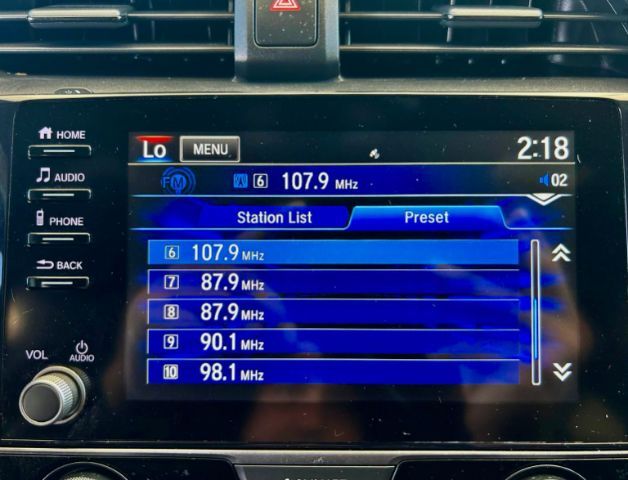 HOME
Lo MENU 2:18
AUDIO
FM 6 107.9 MHz 02
PHONE
Station List Preset
BACK
6 107.9 MHz
7 87.9 MHz
8 87.9 MHz
9 90.1 MHz
10 98.1 MHz
VOL AUDIO